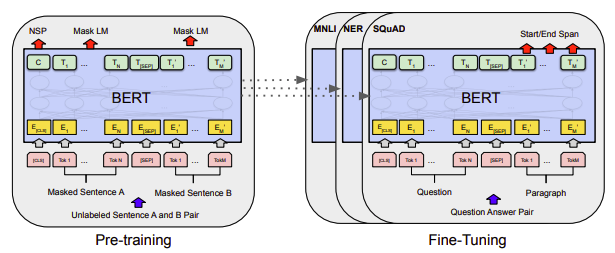 NSP Mask LM Mask LM
C T1 ... TN T[SEP] T1' ... TM'
BERT
E[CLS] E1 ... EN E[SEP] E1' ... EM'
[CLS] Tok 1 ... Tok N [SEP] Tok 1 ... TokM
Masked Sentence A Masked Sentence B
Unlabeled Sentence A and B Pair
Pre-training
MNLI NER SQuAD
Start/End Span
C T1 ... TN T[SEP] T1' ... TM'
BERT
E[CLS] E1 ... EN E[SEP] E1' ... EM'
[CLS] Tok 1 ... Tok N [SEP] Tok 1 ... TokM
Question Paragraph
Question Answer Pair
Fine-Tuning